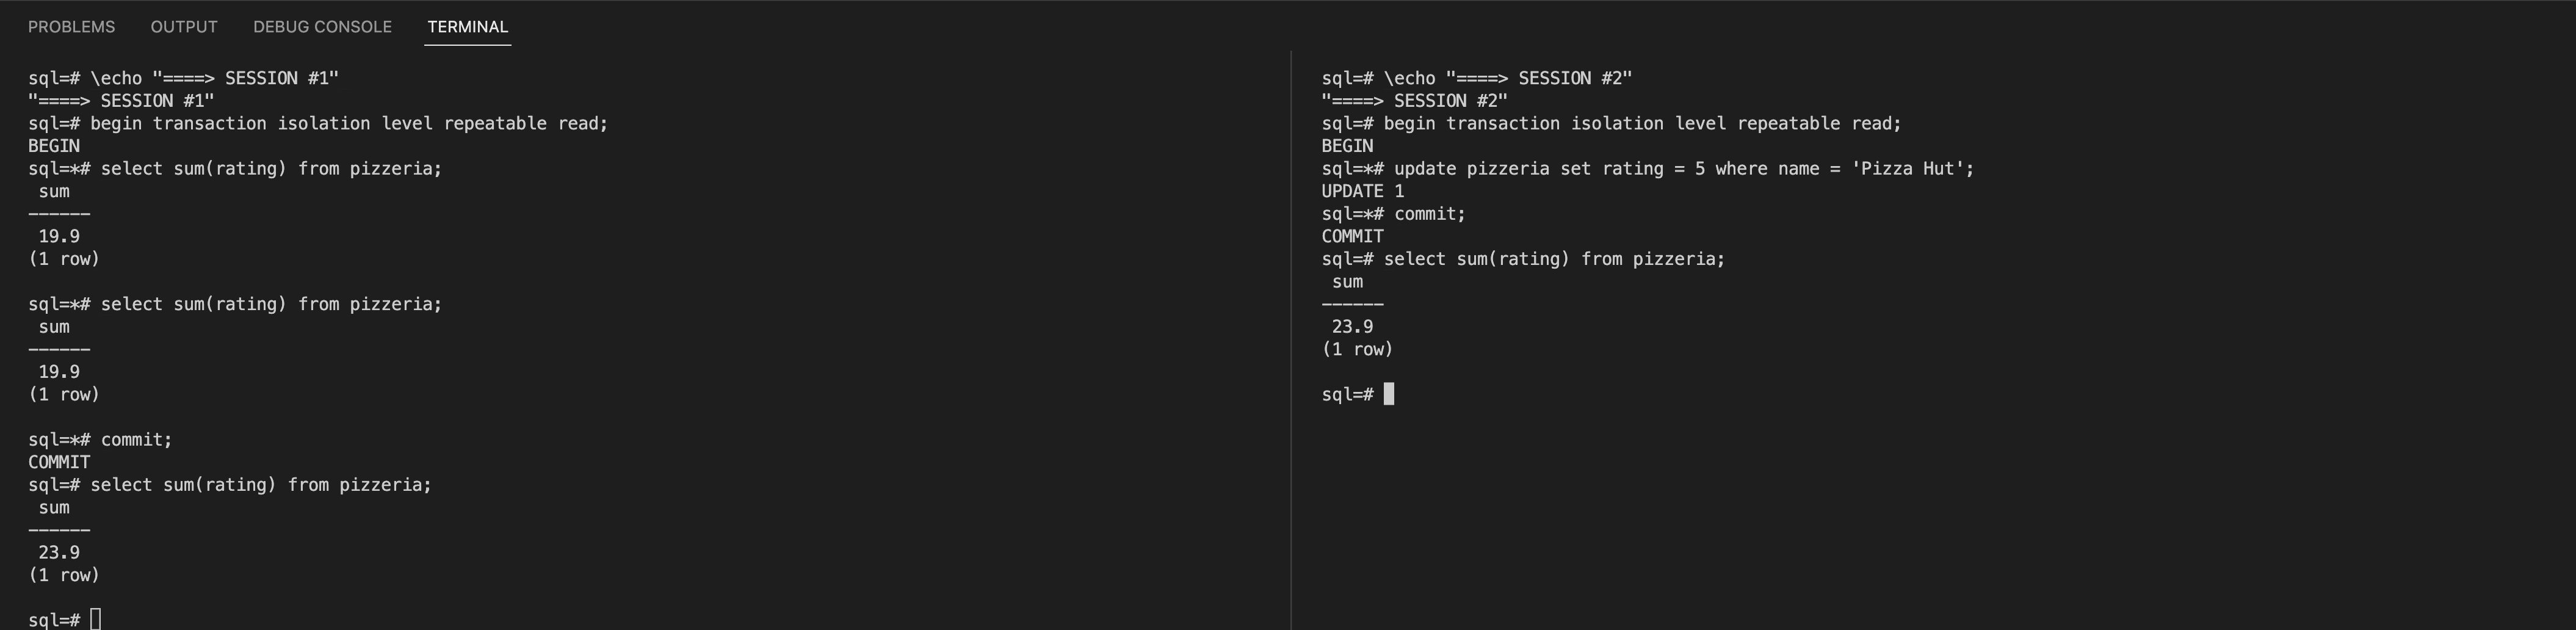 PROBLEMS OUTPUT DEBUG CONSOLE TERMINAL
sql=# \echo "====> SESSION #1"
"====> SESSION #1"
sql=# begin transaction isolation level repeatable read;
BEGIN
sql=*# select sum(rating) from pizzeria;
 sum
------
 19.9
(1 row)

sql=*# select sum(rating) from pizzeria;
 sum
------
 19.9
(1 row)

sql=*# commit;
COMMIT
sql=# select sum(rating) from pizzeria;
 sum
------
 23.9
(1 row)

sql=#
sql=# \echo "====> SESSION #2"
"====> SESSION #2"
sql=# begin transaction isolation level repeatable read;
BEGIN
sql=*# update pizzeria set rating = 5 where name = 'Pizza Hut';
UPDATE 1
sql=*# commit;
COMMIT
sql=# select sum(rating) from pizzeria;
 sum
------
 23.9
(1 row)

sql=#